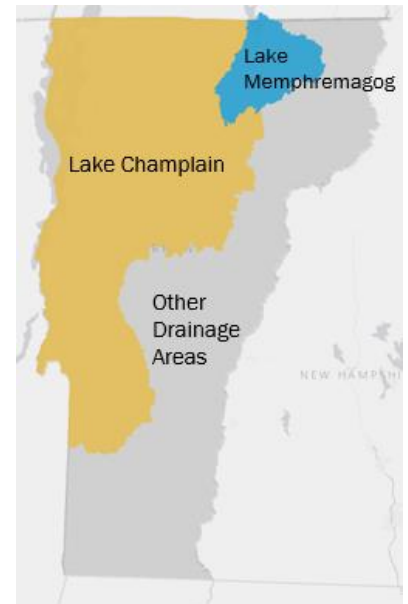 Lake
Memphremagog
Lake Champlain
Other
Drainage
Areas
NEW HAMPSHI